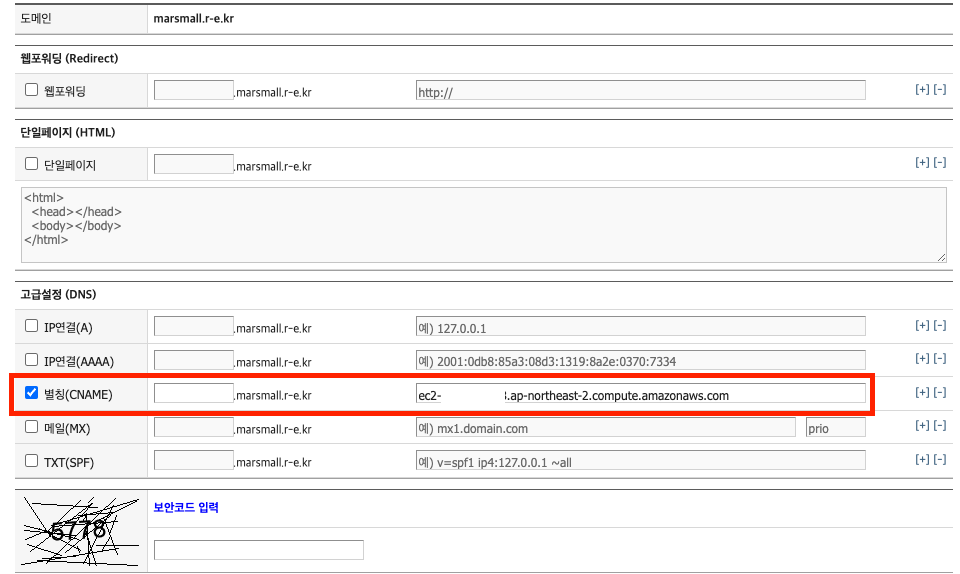 도메인 marsmall.r-e.kr
웹포워딩 (Redirect)
웹포워딩 .marsmall.r-e.kr http:// [+] [-]
단일페이지 (HTML)
단일페이지 .marsmall.r-e.kr [+] [-]
<html>
<head></head>
<body></body>
</html>
고급설정 (DNS)
IP연결(A) .marsmall.r-e.kr 예) 127.0.0.1 [+] [-]
IP연결(AAAA) .marsmall.r-e.kr 예) 2001:0db8:85a3:08d3:1319:8a2e:0370:7334 [+] [-]
별칭(CNAME) .marsmall.r-e.kr ec2- .ap-northeast-2.compute.amazonaws.com [+] [-]
메일(MX) .marsmall.r-e.kr 예) mx1.domain.com prio [+] [-]
TXT(SPF) .marsmall.r-e.kr 예) v=spf1 ip4:127.0.0.1 ~all [+] [-]
5778 보안코드 입력